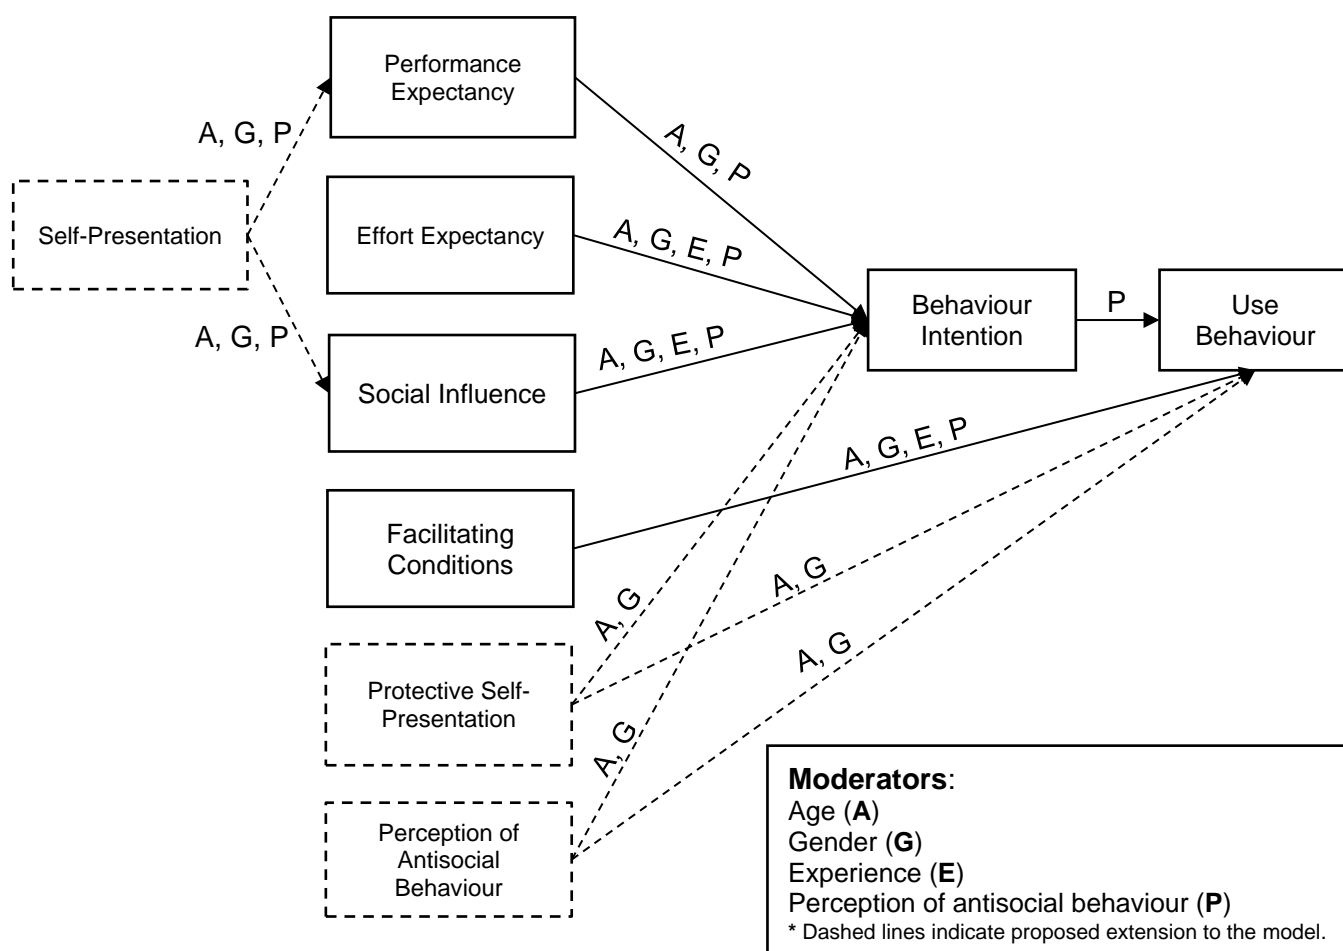 Performance
Expectancy
A, G, P
A, G, P
Self-Presentation
Effort Expectancy
A, G, E, P
Behaviour
Intention
P
Use
Behaviour
A, G, P
Social Influence
A, G, E, P
A, G, E, P
Facilitating
Conditions
A, G
A, G
Protective Self-
Presentation
A, G
A, G
Perception of
Antisocial
Behaviour
Moderators:
Age (A)
Gender (G)
Experience (E)
Perception of antisocial behaviour (P)
* Dashed lines indicate proposed extension to the model.